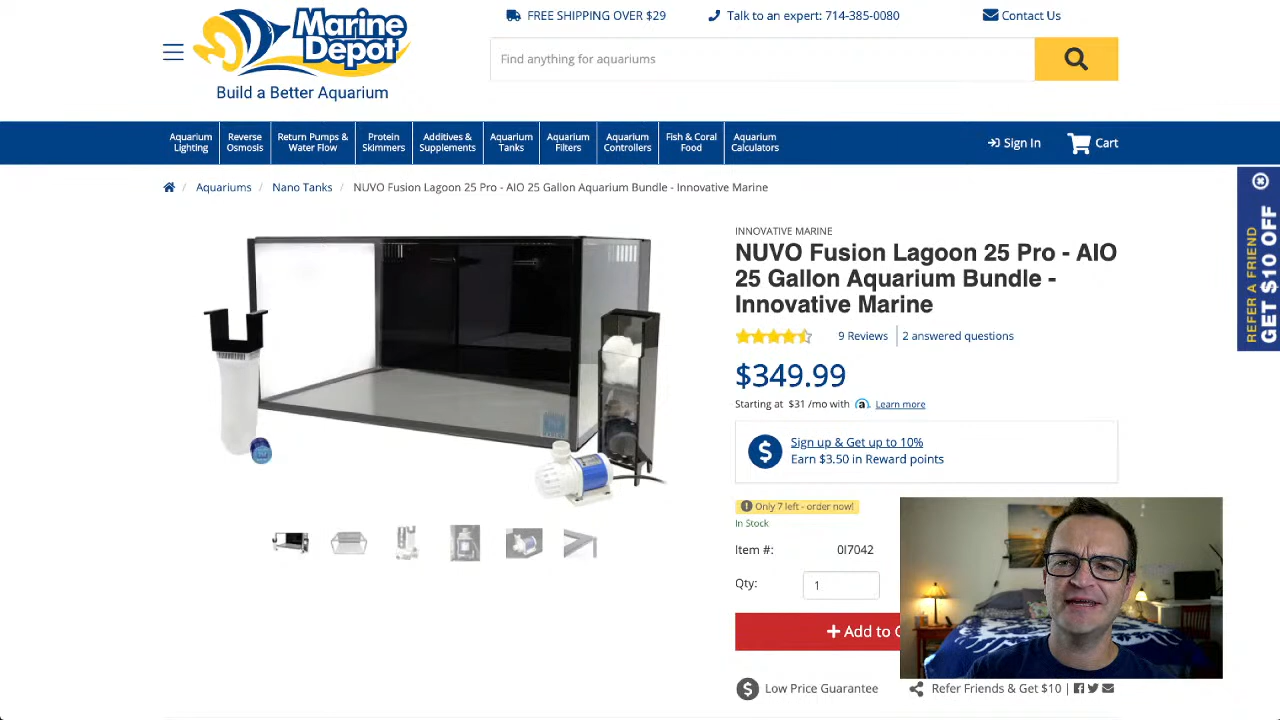 Marine
Depot
Build a Better Aquarium
FREE SHIPPING OVER $29
Talk to an expert: 714-385-0080
Contact Us
Find anything for aquariums
Aquarium
Lighting
Reverse
Osmosis
Return Pumps &
Water Flow
Protein
Skimmers
Additives &
Supplements
Aquarium
Tanks
Aquarium
Filters
Aquarium
Controllers
Fish & Coral
Food
Aquarium
Calculators
Sign In
Cart
/ Aquariums / Nano Tanks / NUVO Fusion Lagoon 25 Pro - AIO 25 Gallon Aquarium Bundle - Innovative Marine
REFER A FRIEND
GET $10 OFF
INNOVATIVE MARINE
NUVO Fusion Lagoon 25 Pro - AIO
25 Gallon Aquarium Bundle -
Innovative Marine
9 Reviews
2 answered questions
$349.99
Starting at $31 /mo with a. Learn more
Sign up & Get up to 10%
Earn $3.50 in Reward points
Only 7 left - order now!
In Stock
Item #: 0I7042
Qty: 1
+ Add to C
Low Price Guarantee
Refer Friends & Get $10 |